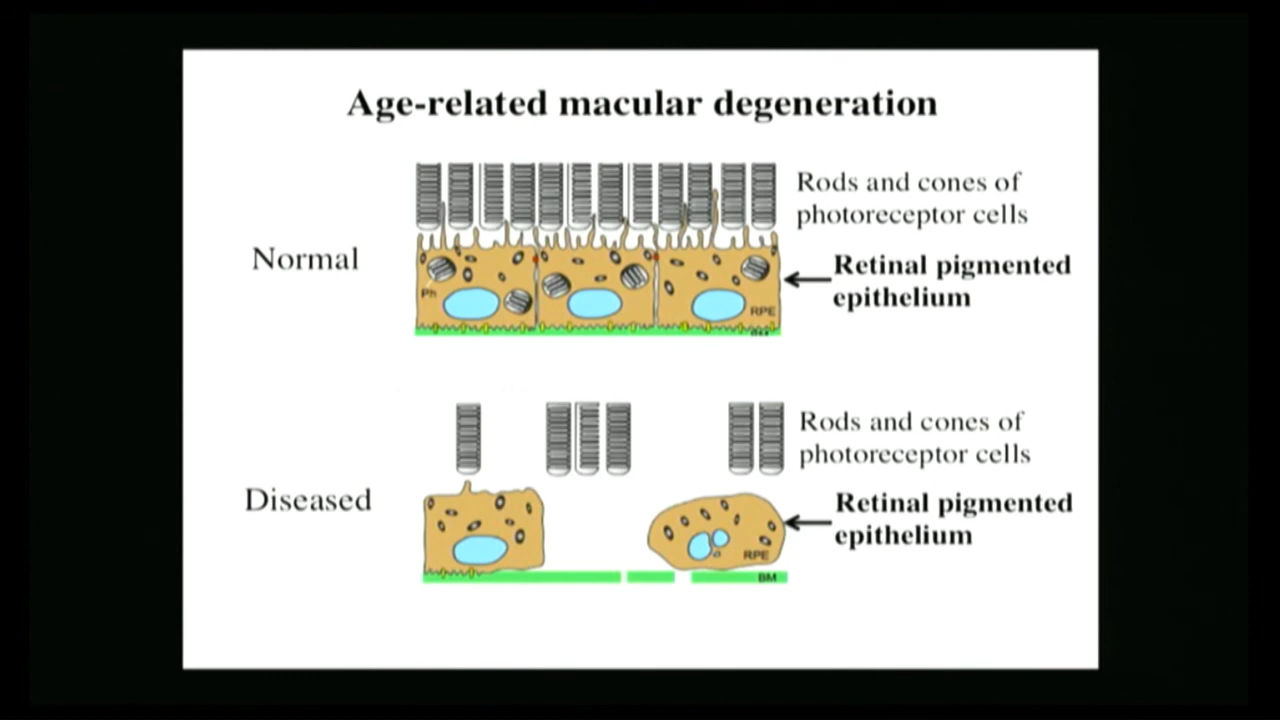 Age-related macular degeneration
Rods and cones of
photoreceptor cells
Normal
Retinal pigmented
epithelium
Ph
RPE
Rods and cones of
photoreceptor cells
Diseased
Retinal pigmented
epithelium
RPE
BM